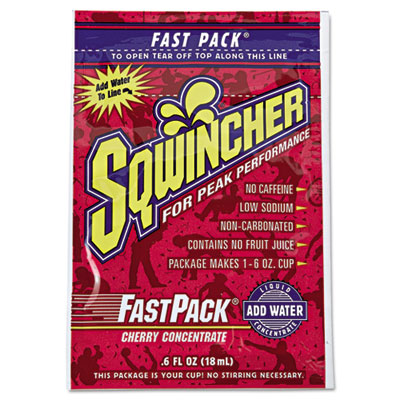 FAST PACK®
TO OPEN TEAR OFF TOP ALONG THIS LINE
Add Water
To Line
SQWINCHER
FOR PEAK PERFORMANCE
NO CAFFEINE
LOW SODIUM
NON-CARBONATED
CONTAINS NO FRUIT JUICE
PACKAGE MAKES 1-6 OZ. CUP
FASTPACK®
CHERRY CONCENTRATE
LIQUID
ADD WATER
CONCENTRATE
.6 FL OZ (18 mL)
THIS PACKAGE IS YOUR CUP! NO STIRRING NECESSARY.